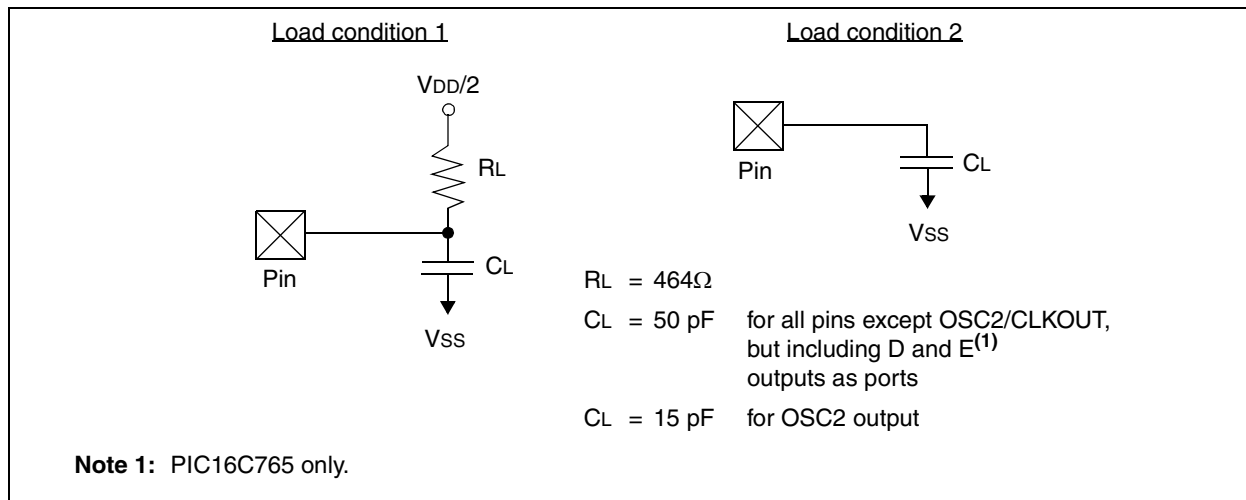 Load condition 1
VDD/2
RL
Pin
CL
VSS
Load condition 2
Pin
CL
VSS
RL = 464Ω
CL = 50 pF for all pins except OSC2/CLKOUT,
but including D and E(1)
outputs as ports
CL = 15 pF for OSC2 output
Note 1: PIC16C765 only.